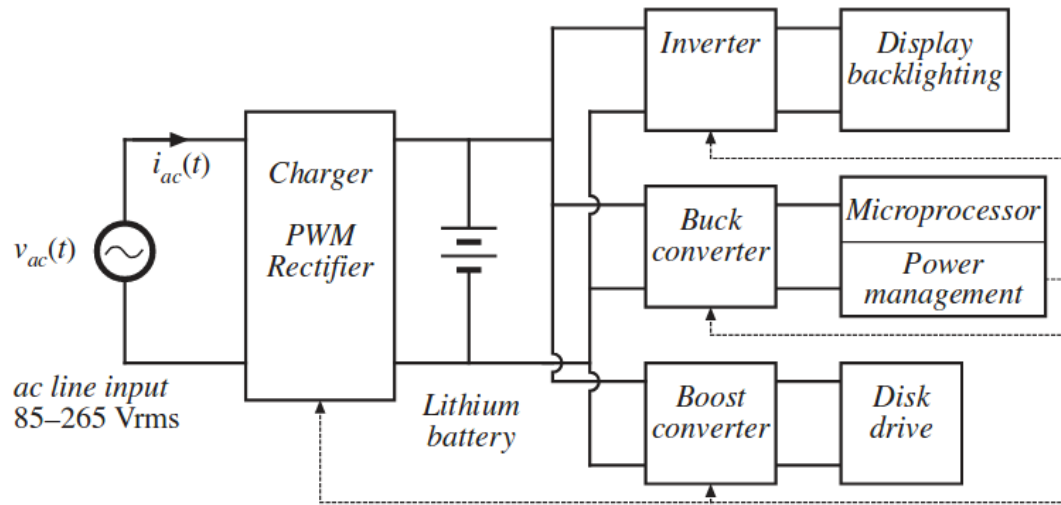 Inverter
Display
backlighting
i_ac(t)
Charger
PWM
Rectifier
v_ac(t)
Buck
converter
Microprocessor
Power
management
ac line input
85–265 Vrms
Lithium
battery
Boost
converter
Disk
drive